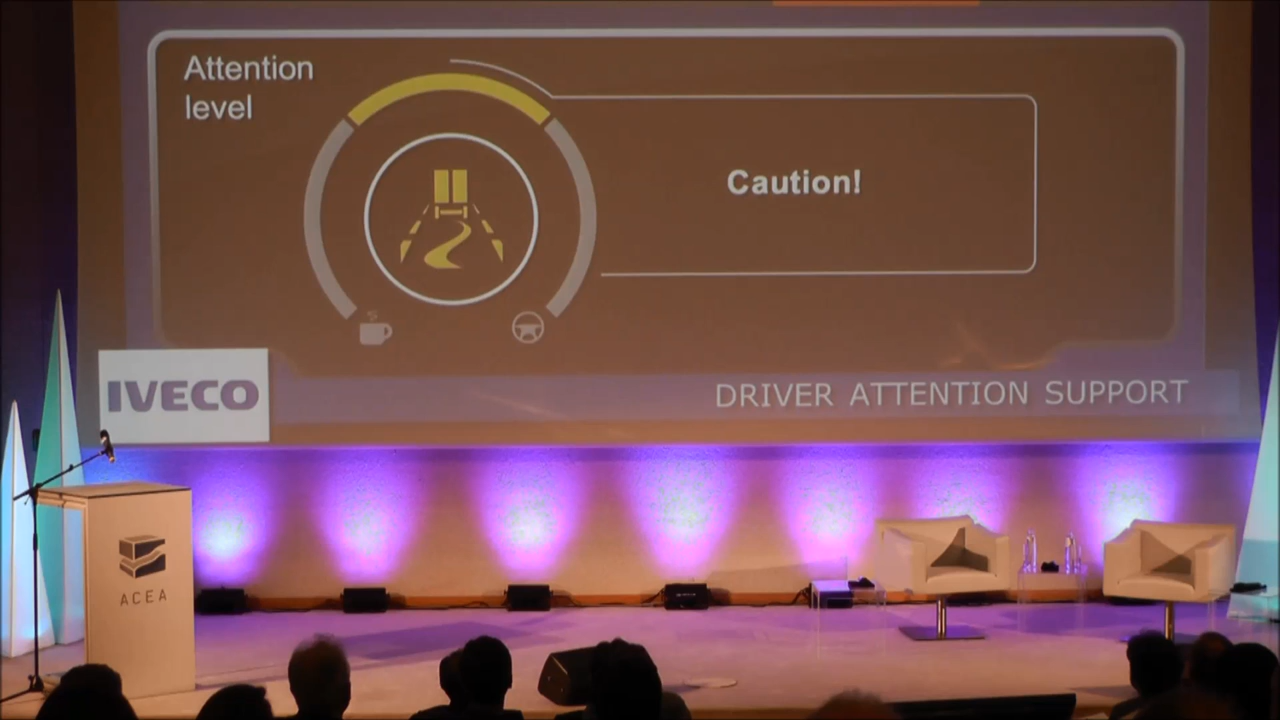 Attention
level
Caution!
IVECO
DRIVER ATTENTION SUPPORT
ACEA